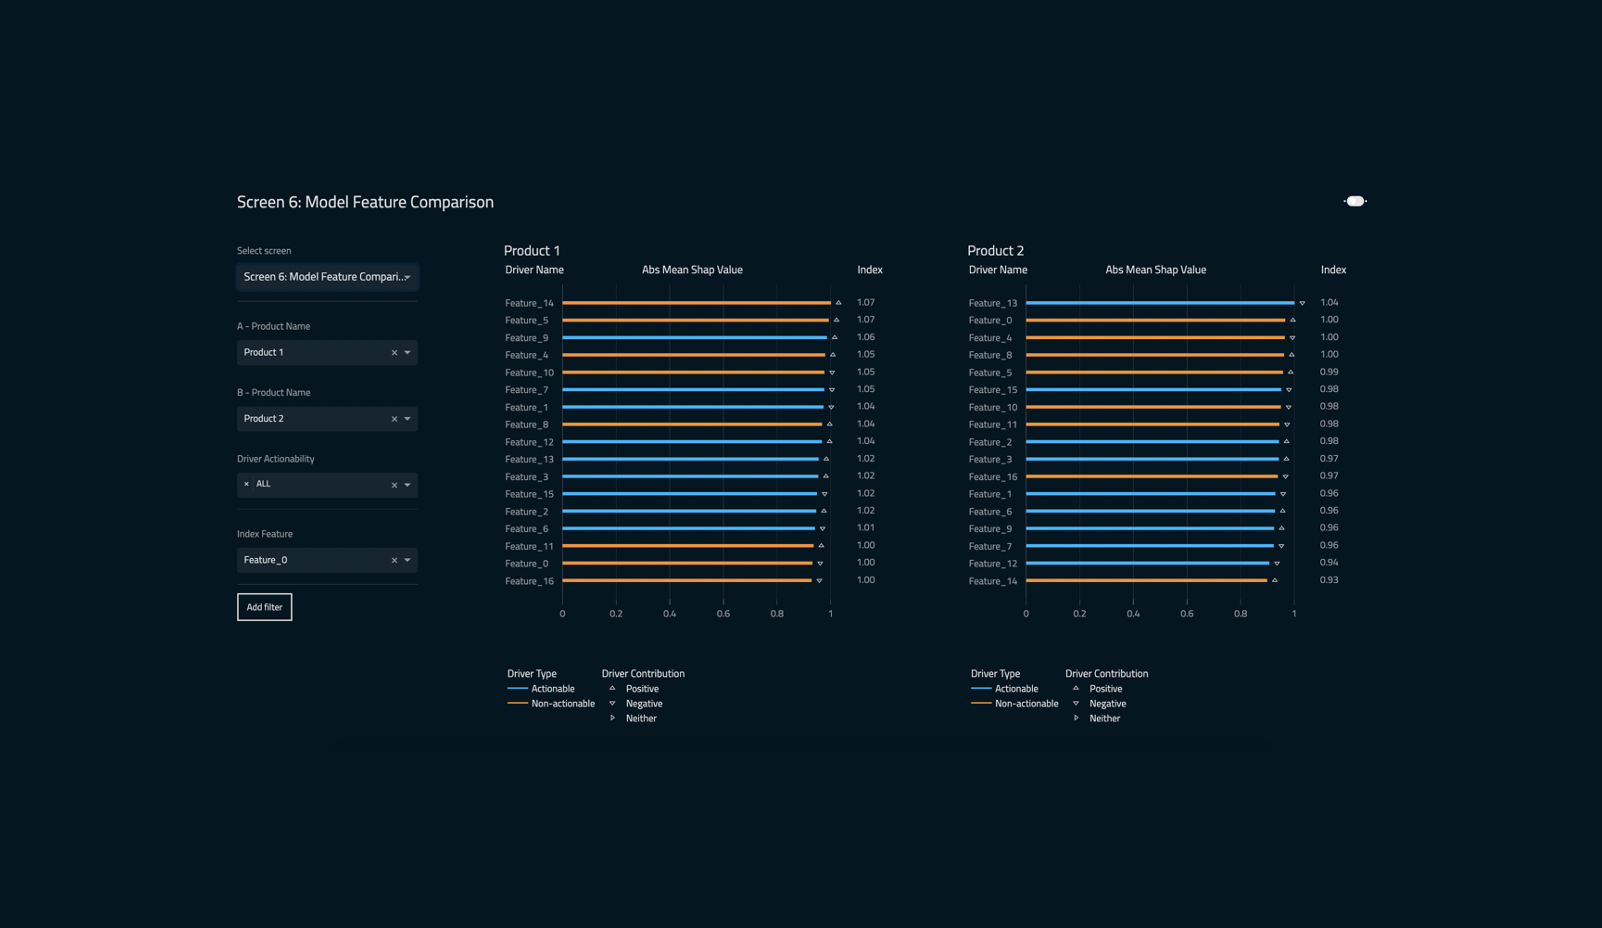 Screen 6: Model Feature Comparison
Select screen
Screen 6: Model Feature Compari...
A - Product Name
Product 1
B - Product Name
Product 2
Driver Actionability
× ALL
Index Feature
Feature_0
Add filter
Product 1
Driver Name Abs Mean Shap Value Index
Feature_14 1.07
Feature_5 1.07
Feature_9 1.06
Feature_4 1.05
Feature_10 1.05
Feature_7 1.05
Feature_1 1.04
Feature_8 1.04
Feature_12 1.04
Feature_13 1.02
Feature_3 1.02
Feature_15 1.02
Feature_2 1.02
Feature_6 1.01
Feature_11 1.00
Feature_0 1.00
Feature_16 1.00
0 0.2 0.4 0.6 0.8 1
Driver Type Driver Contribution
Actionable Positive
Non-actionable Negative
Neither
Product 2
Driver Name Abs Mean Shap Value Index
Feature_13 1.04
Feature_0 1.00
Feature_4 1.00
Feature_8 1.00
Feature_5 0.99
Feature_15 0.98
Feature_10 0.98
Feature_11 0.98
Feature_2 0.98
Feature_3 0.97
Feature_16 0.97
Feature_1 0.96
Feature_6 0.96
Feature_9 0.96
Feature_7 0.96
Feature_12 0.94
Feature_14 0.93
0 0.2 0.4 0.6 0.8 1
Driver Type Driver Contribution
Actionable Positive
Non-actionable Negative
Neither